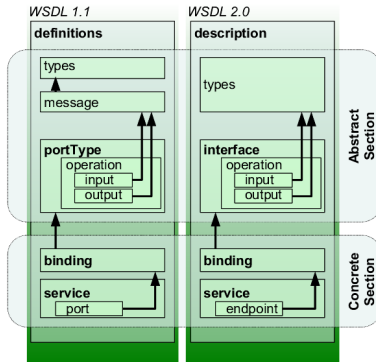 WSDL 1.1
definitions
types
message
portType
operation
input
output
binding
service
port
WSDL 2.0
description
types
interface
operation
input
output
binding
service
endpoint
Abstract
Section
Concrete
Section